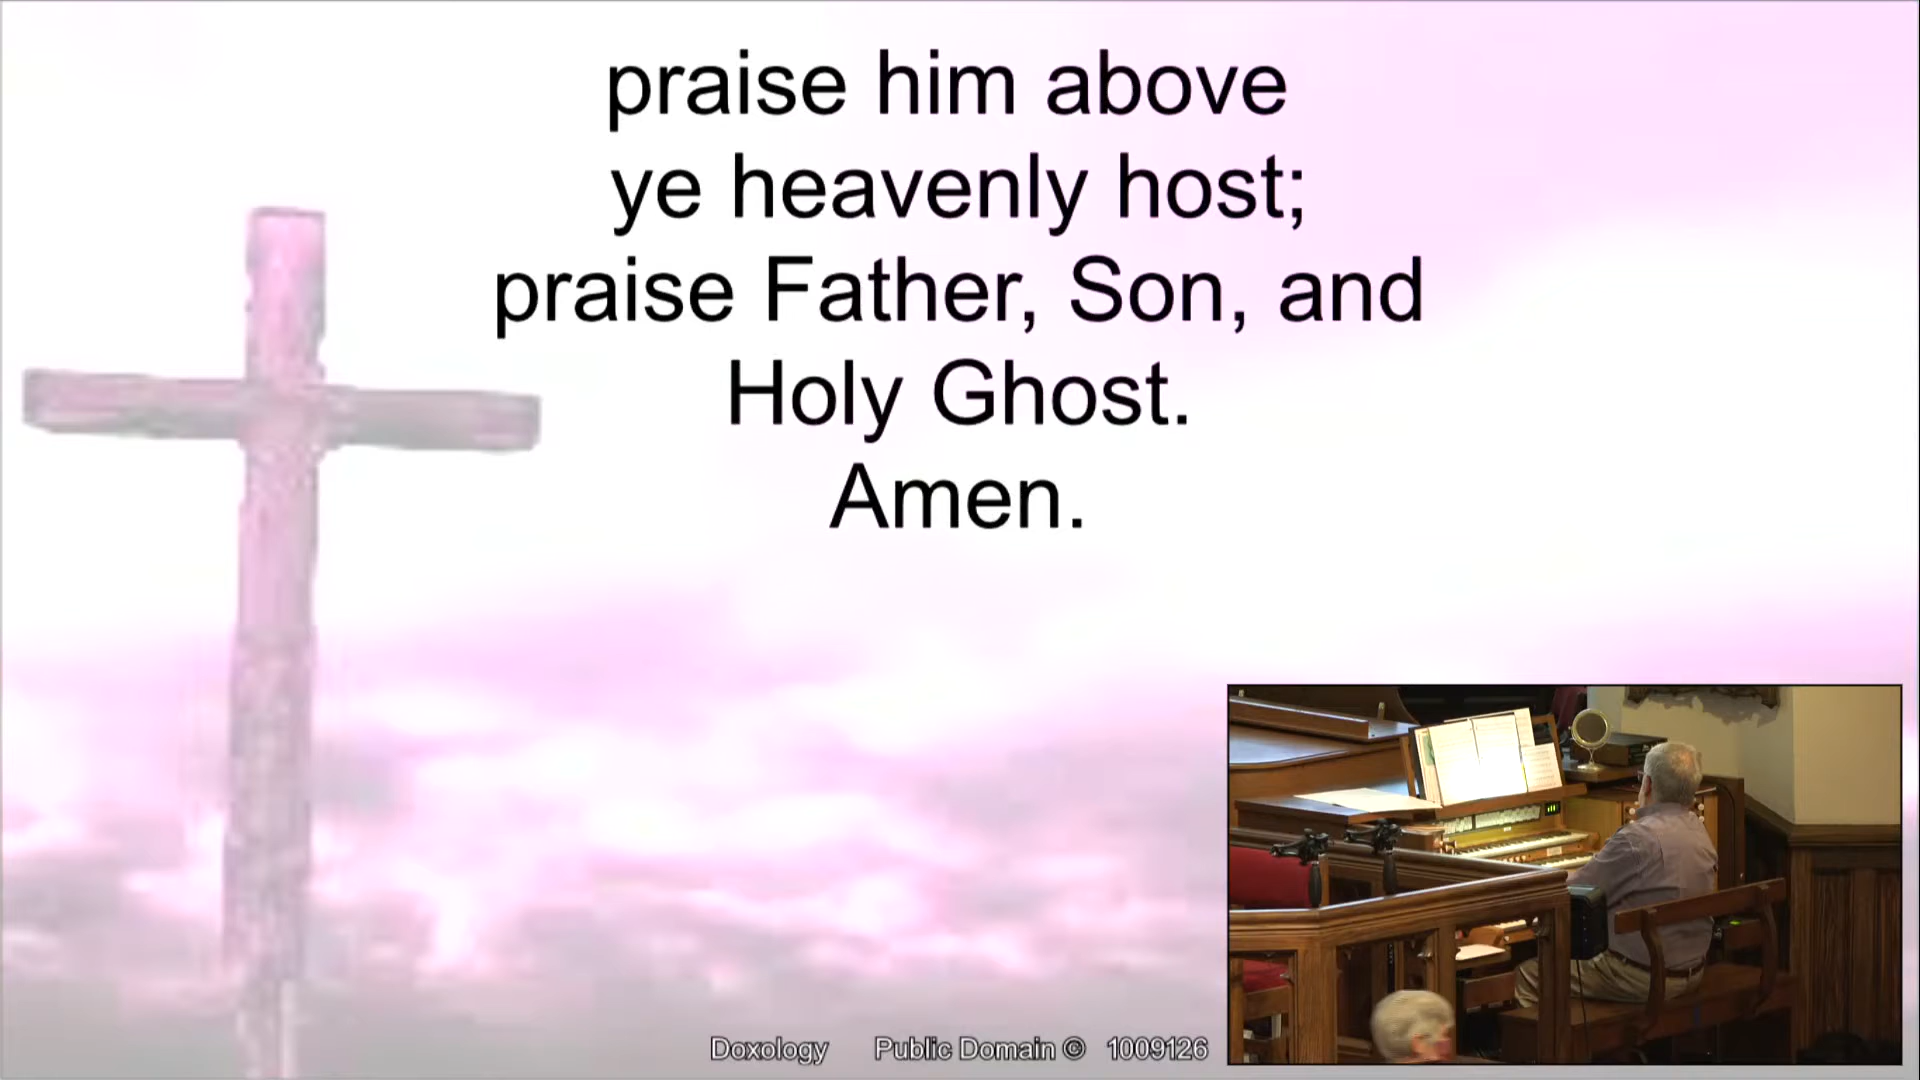 praise him above
ye heavenly host;
praise Father, Son, and
Holy Ghost.
Amen.
Doxology Public Domain © 1009126